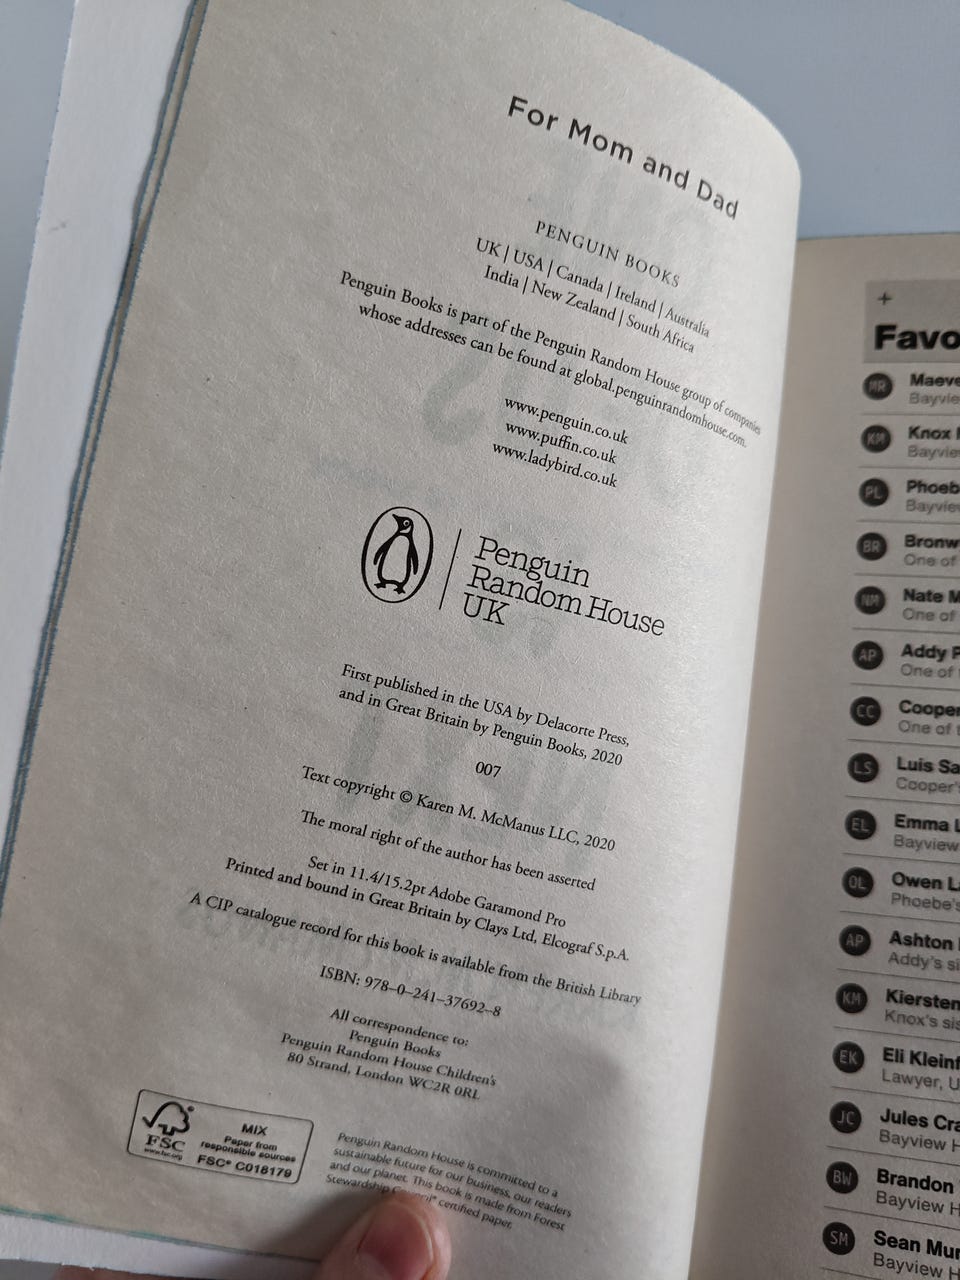 For Mom and Dad
PENGUIN BOOKS
UK | USA | Canada | Ireland | Australia
India | New Zealand | South Africa
Penguin Books is part of the Penguin Random House group of companies
whose addresses can be found at global.penguinrandomhouse.com.
www.penguin.co.uk
www.puffin.co.uk
www.ladybird.co.uk
Penguin
Random House
UK
First published in the USA by Delacorte Press,
and in Great Britain by Penguin Books, 2020
007
Text copyright © Karen M. McManus LLC, 2020
The moral right of the author has been asserted
Set in 11.4/15.2pt Adobe Garamond Pro
Printed and bound in Great Britain by Clays Ltd, Elcograf S.p.A.
A CIP catalogue record for this book is available from the British Library
ISBN: 978–0–241–37692–8
All correspondence to:
Penguin Books
Penguin Random House Children's
80 Strand, London WC2R 0RL
FSC
www.fsc.org
MIX
Paper from
responsible sources
FSC® C018179
Penguin Random House is committed to a
sustainable future for our business, our readers
and our planet. This book is made from Forest
Stewardship Council® certified paper.
+
Favo
MR Maeve
Bayvie
KM Knox
Bayvie
PL Phoeb
Bayview
BR Bronw
One of
NM Nate M
One of
AP Addy P
One of
CC Cooper
One of t
LS Luis Sa
Cooper's
EL Emma L
Bayview
OL Owen La
Phoebe's
AP Ashton
Addy's si
KM Kiersten
Knox's sis
EK Eli Kleinf
Lawyer, U
JC Jules Cra
Bayview H
BW Brandon
Bayview H
SM Sean Mur
Bayview H